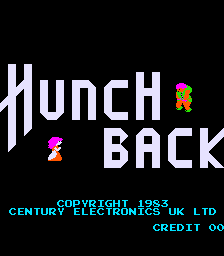 HUNCH
BACK
COPYRIGHT 1983
CENTURY ELECTRONICS UK LTD
CREDIT 00